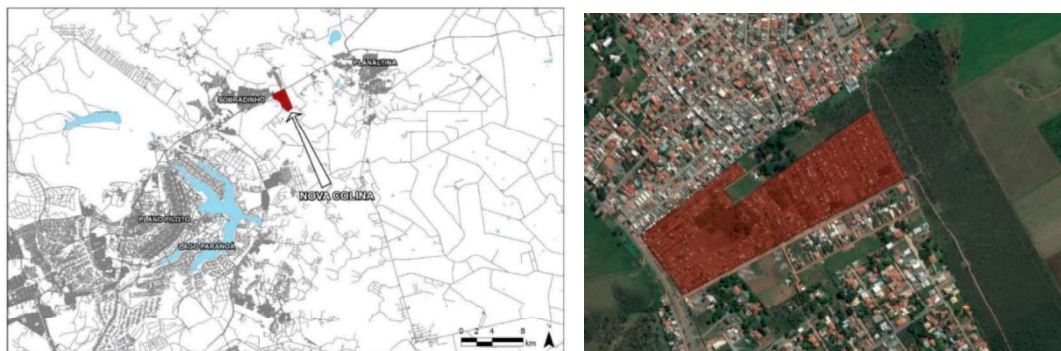 PLANALTINA
SOBRADINHO
NOVA COLINA
PLANO PILOTO
LAGO PARANOÁ
0 2 4 8
km
N